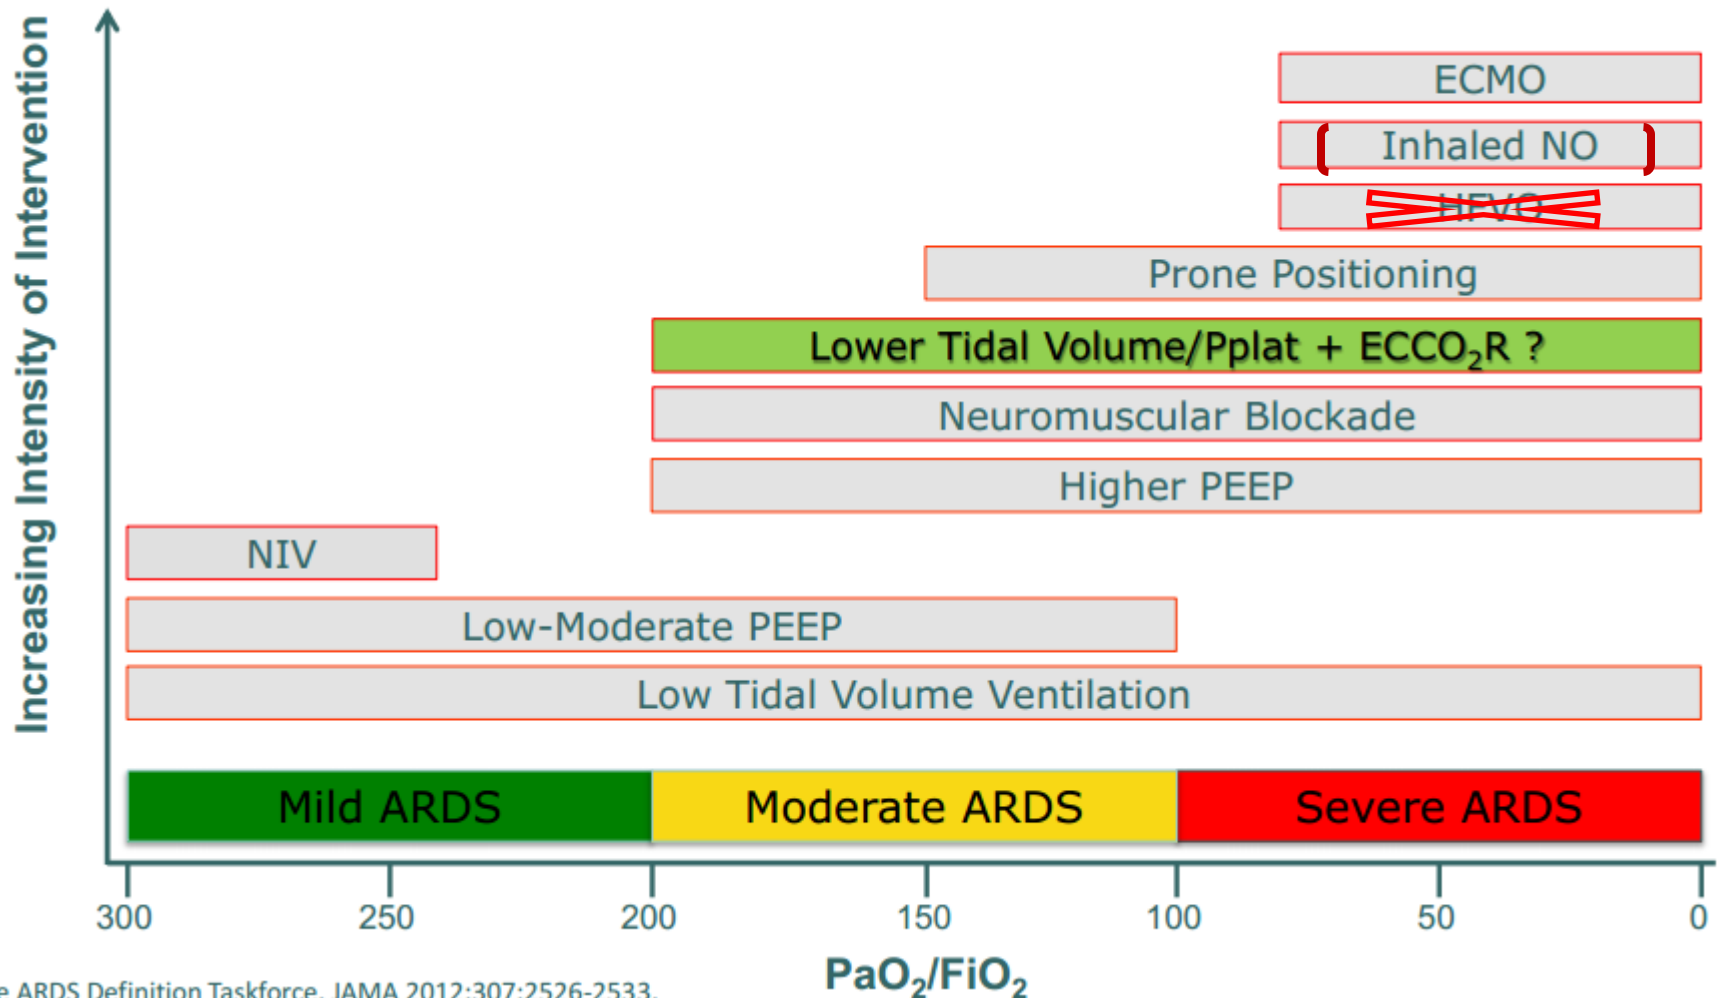 Increasing Intensity of Intervention
ECMO
[ Inhaled NO ]
HFVO
Prone Positioning
Lower Tidal Volume/Pplat + ECCO₂R ?
Neuromuscular Blockade
Higher PEEP
NIV
Low-Moderate PEEP
Low Tidal Volume Ventilation
Mild ARDS Moderate ARDS Severe ARDS
300 250 200 150 100 50 0
PaO₂/FiO₂
e ARDS Definition Taskforce. JAMA 2012;307:2526-2533.